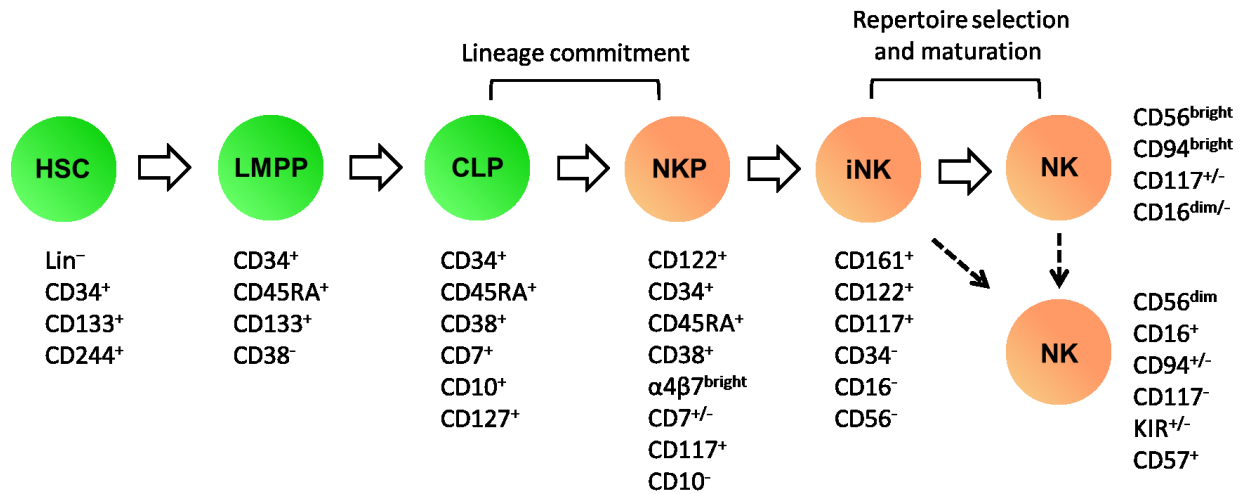 Lineage commitment
Repertoire selection
and maturation
HSC
LMPP
CLP
NKP
iNK
NK
Lin⁻
CD34⁺
CD133⁺
CD244⁺
CD34⁺
CD45RA⁺
CD133⁺
CD38⁻
CD34⁺
CD45RA⁺
CD38⁺
CD7⁺
CD10⁺
CD127⁺
CD122⁺
CD34⁺
CD45RA⁺
CD38⁺
α4β7ᵇʳⁱᵍʰᵗ
CD7⁺/⁻
CD117⁺
CD10⁻
CD161⁺
CD122⁺
CD117⁺
CD34⁻
CD16⁻
CD56⁻
CD56ᵇʳⁱᵍʰᵗ
CD94ᵇʳⁱᵍʰᵗ
CD117⁺/⁻
CD16ᵈⁱᵐ/⁻
NK
CD56ᵈⁱᵐ
CD16⁺
CD94⁺/⁻
CD117⁻
KIR⁺/⁻
CD57⁺